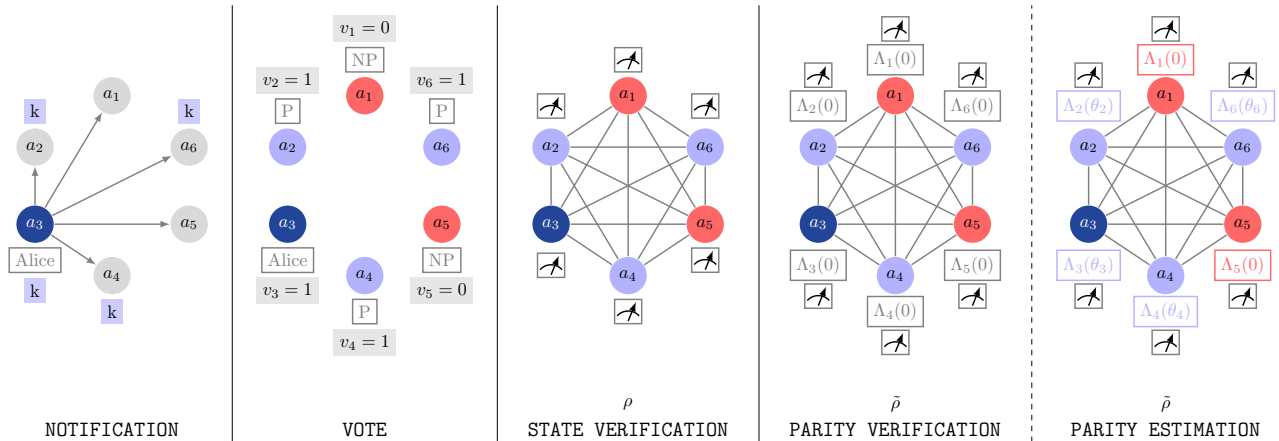 a₁
k
k
a₂
a₆
a₃
a₅
Alice
a₄
k
k
NOTIFICATION
v₁ = 0
NP
v₂ = 1
v₆ = 1
P
P
a₁
a₂
a₆
a₃
a₅
Alice
a₄
NP
v₃ = 1
v₅ = 0
P
v₄ = 1
VOTE
a₁
a₂
a₆
a₃
a₅
a₄
ρ
STATE VERIFICATION
Λ₁(0)
Λ₂(0)
Λ₆(0)
a₁
a₂
a₆
a₃
a₅
a₄
Λ₃(0)
Λ₅(0)
Λ₄(0)
ρ̃
PARITY VERIFICATION
Λ₁(0)
Λ₂(θ₂)
Λ₆(θ₆)
a₁
a₂
a₆
a₃
a₅
a₄
Λ₃(θ₃)
Λ₅(0)
Λ₄(θ₄)
ρ̃
PARITY ESTIMATION